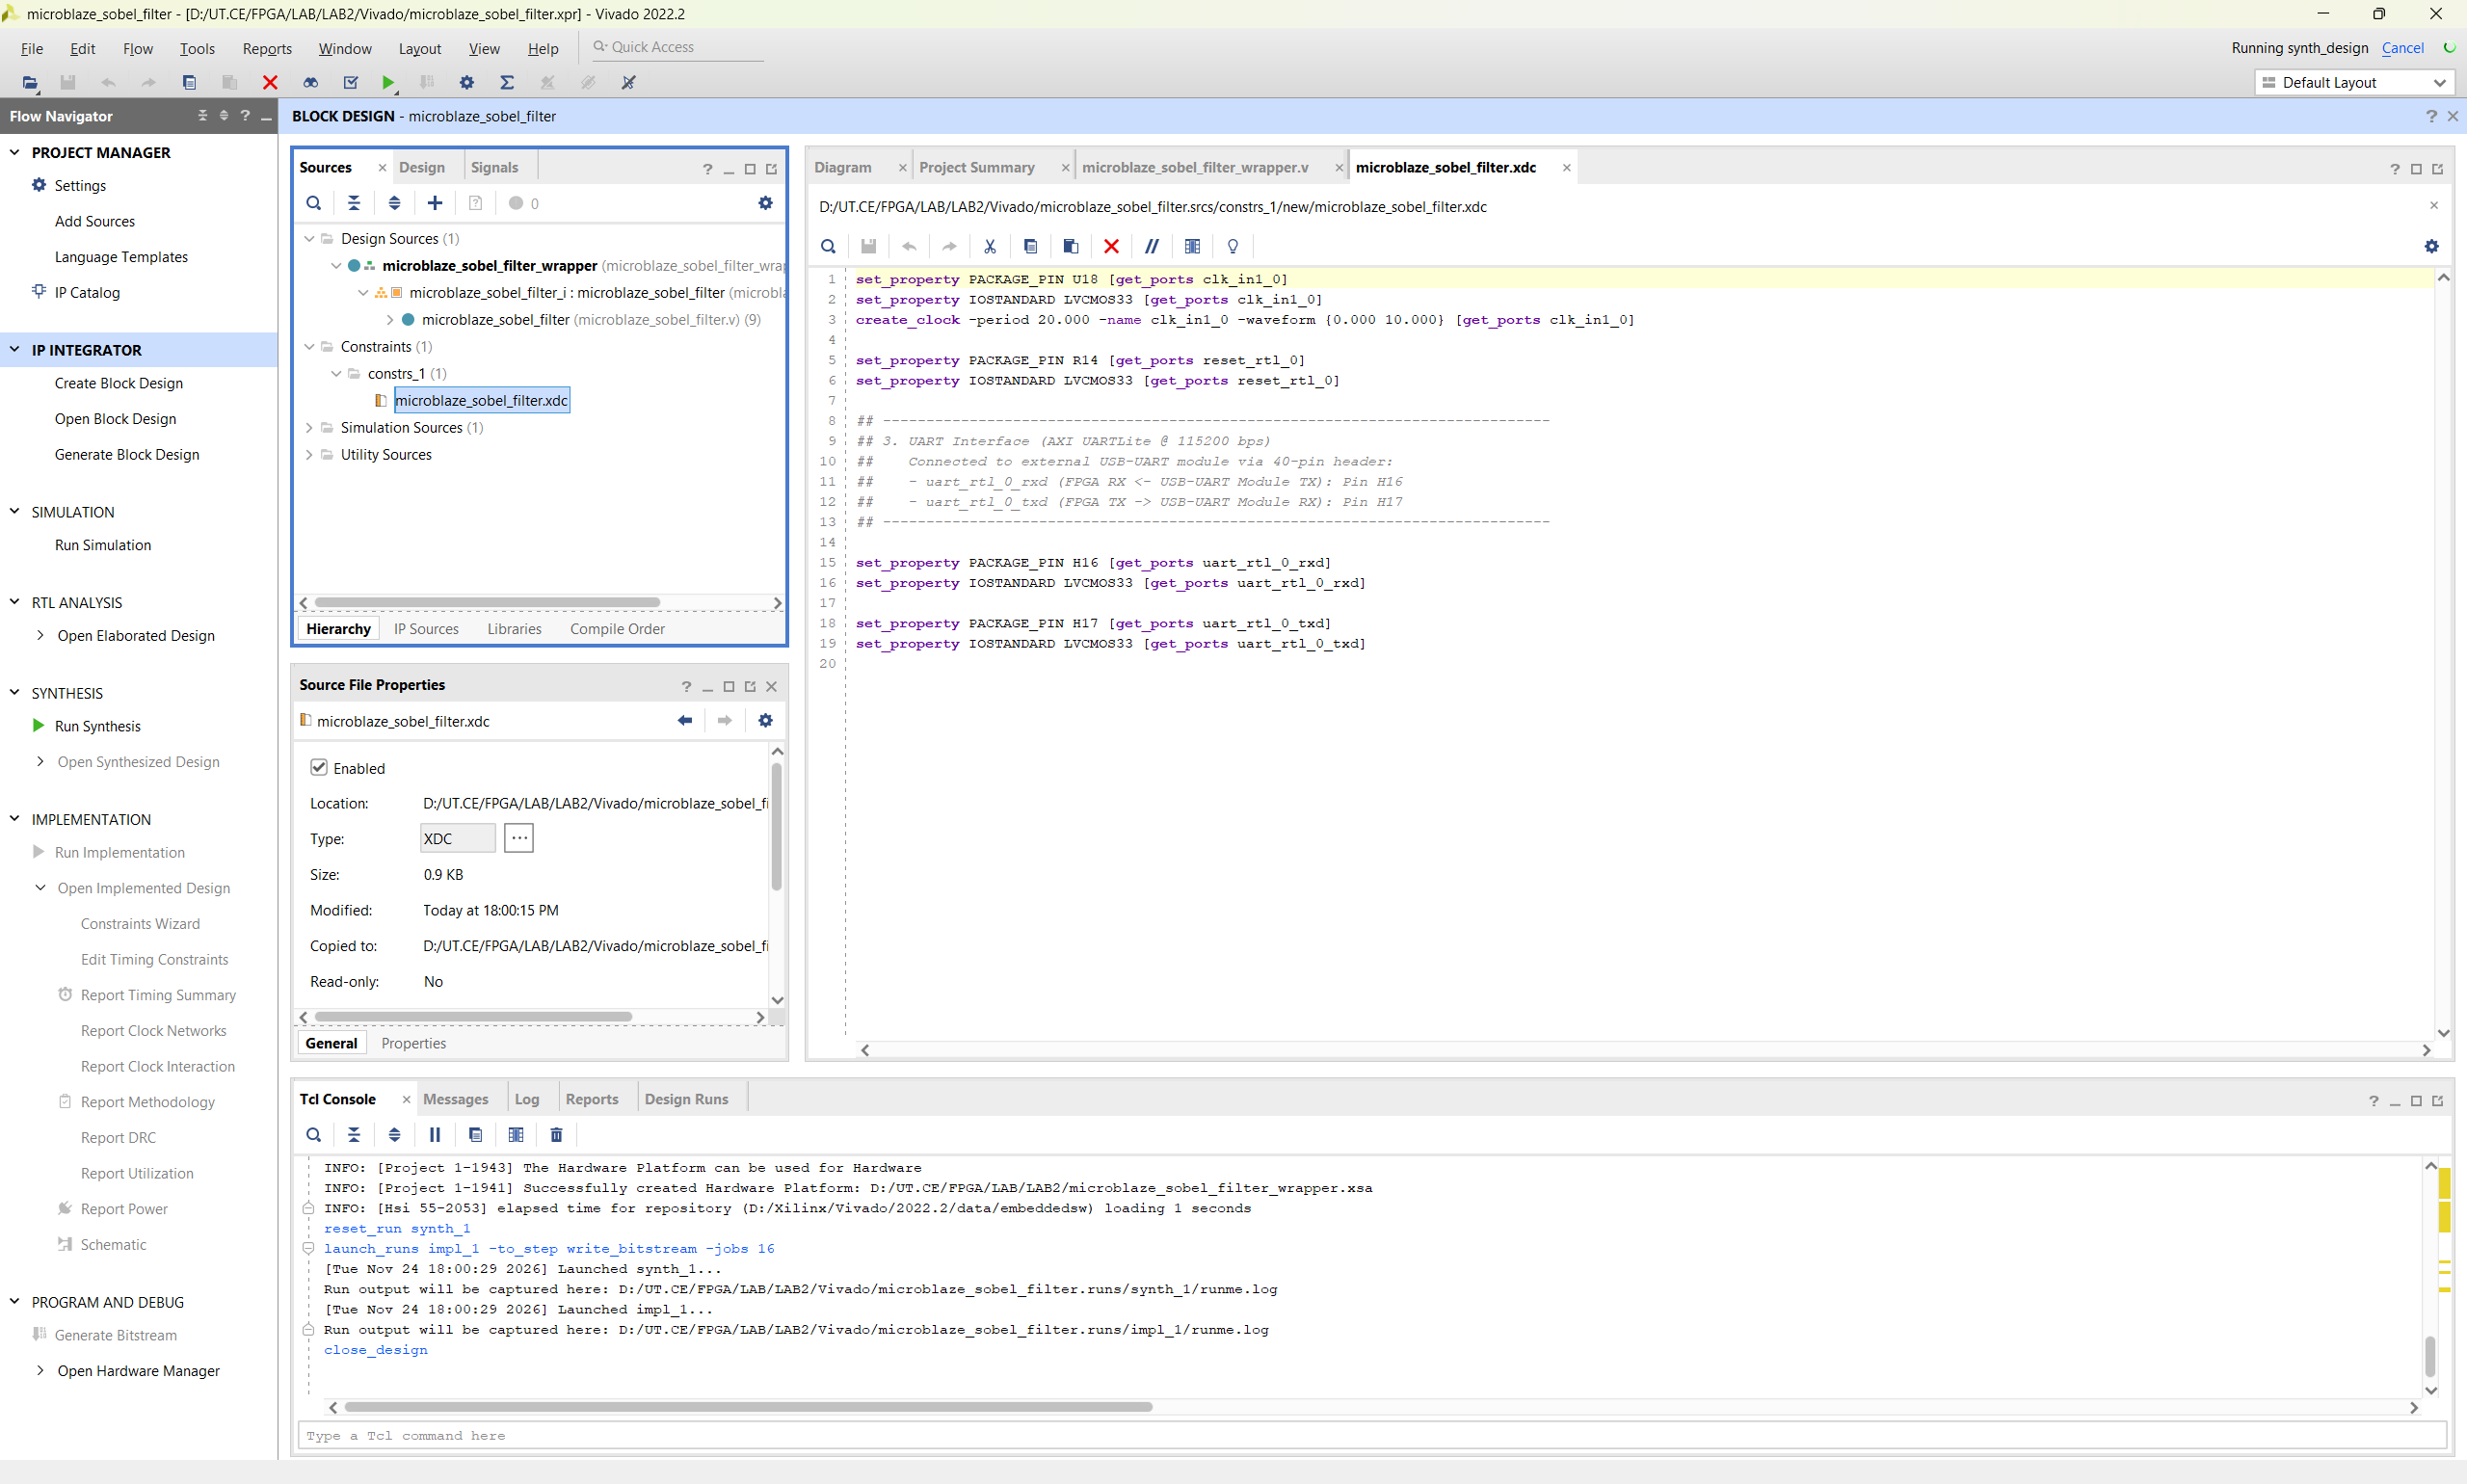 microblaze_sobel_filter - [D:/UT.CE/FPGA/LAB/LAB2/Vivado/microblaze_sobel_filter.xpr] - Vivado 2022.2
File Edit Flow Tools Reports Window Layout View Help Quick Access
Running synth_design Cancel
Default Layout
Flow Navigator
BLOCK DESIGN - microblaze_sobel_filter
PROJECT MANAGER
Settings
Add Sources
Language Templates
IP Catalog
IP INTEGRATOR
Create Block Design
Open Block Design
Generate Block Design
SIMULATION
Run Simulation
RTL ANALYSIS
Open Elaborated Design
SYNTHESIS
Run Synthesis
Open Synthesized Design
IMPLEMENTATION
Run Implementation
Open Implemented Design
Constraints Wizard
Edit Timing Constraints
Report Timing Summary
Report Clock Networks
Report Clock Interaction
Report Methodology
Report DRC
Report Utilization
Report Power
Schematic
PROGRAM AND DEBUG
Generate Bitstream
Open Hardware Manager
Sources Design Signals
0
Design Sources (1)
microblaze_sobel_filter_wrapper (microblaze_sobel_filter_wrap
microblaze_sobel_filter_i : microblaze_sobel_filter (microbla
microblaze_sobel_filter (microblaze_sobel_filter.v) (9)
Constraints (1)
constrs_1 (1)
microblaze_sobel_filter.xdc
Simulation Sources (1)
Utility Sources
Hierarchy IP Sources Libraries Compile Order
Source File Properties
microblaze_sobel_filter.xdc
Enabled
Location: D:/UT.CE/FPGA/LAB/LAB2/Vivado/microblaze_sobel_fi
Type: XDC
Size: 0.9 KB
Modified: Today at 18:00:15 PM
Copied to: D:/UT.CE/FPGA/LAB/LAB2/Vivado/microblaze_sobel_fi
Read-only: No
General Properties
Diagram Project Summary microblaze_sobel_filter_wrapper.v microblaze_sobel_filter.xdc
D:/UT.CE/FPGA/LAB/LAB2/Vivado/microblaze_sobel_filter.srcs/constrs_1/new/microblaze_sobel_filter.xdc
1 set_property PACKAGE_PIN U18 [get_ports clk_in1_0]
2 set_property IOSTANDARD LVCMOS33 [get_ports clk_in1_0]
3 create_clock -period 20.000 -name clk_in1_0 -waveform {0.000 10.000} [get_ports clk_in1_0]
4
5 set_property PACKAGE_PIN R14 [get_ports reset_rtl_0]
6 set_property IOSTANDARD LVCMOS33 [get_ports reset_rtl_0]
7
8 ## -----------------------------------------------------------------------------
9 ## 3. UART Interface (AXI UARTLite @ 115200 bps)
10 ## Connected to external USB-UART module via 40-pin header:
11 ## - uart_rtl_0_rxd (FPGA RX <- USB-UART Module TX): Pin H16
12 ## - uart_rtl_0_txd (FPGA TX -> USB-UART Module RX): Pin H17
13 ## -----------------------------------------------------------------------------
14
15 set_property PACKAGE_PIN H16 [get_ports uart_rtl_0_rxd]
16 set_property IOSTANDARD LVCMOS33 [get_ports uart_rtl_0_rxd]
17
18 set_property PACKAGE_PIN H17 [get_ports uart_rtl_0_txd]
19 set_property IOSTANDARD LVCMOS33 [get_ports uart_rtl_0_txd]
20
Tcl Console Messages Log Reports Design Runs
INFO: [Project 1-1943] The Hardware Platform can be used for Hardware
INFO: [Project 1-1941] Successfully created Hardware Platform: D:/UT.CE/FPGA/LAB/LAB2/microblaze_sobel_filter_wrapper.xsa
INFO: [Hsi 55-2053] elapsed time for repository (D:/Xilinx/Vivado/2022.2/data/embeddedsw) loading 1 seconds
reset_run synth_1
launch_runs impl_1 -to_step write_bitstream -jobs 16
[Tue Nov 24 18:00:29 2026] Launched synth_1...
Run output will be captured here: D:/UT.CE/FPGA/LAB/LAB2/Vivado/microblaze_sobel_filter.runs/synth_1/runme.log
[Tue Nov 24 18:00:29 2026] Launched impl_1...
Run output will be captured here: D:/UT.CE/FPGA/LAB/LAB2/Vivado/microblaze_sobel_filter.runs/impl_1/runme.log
close_design
Type a Tcl command here